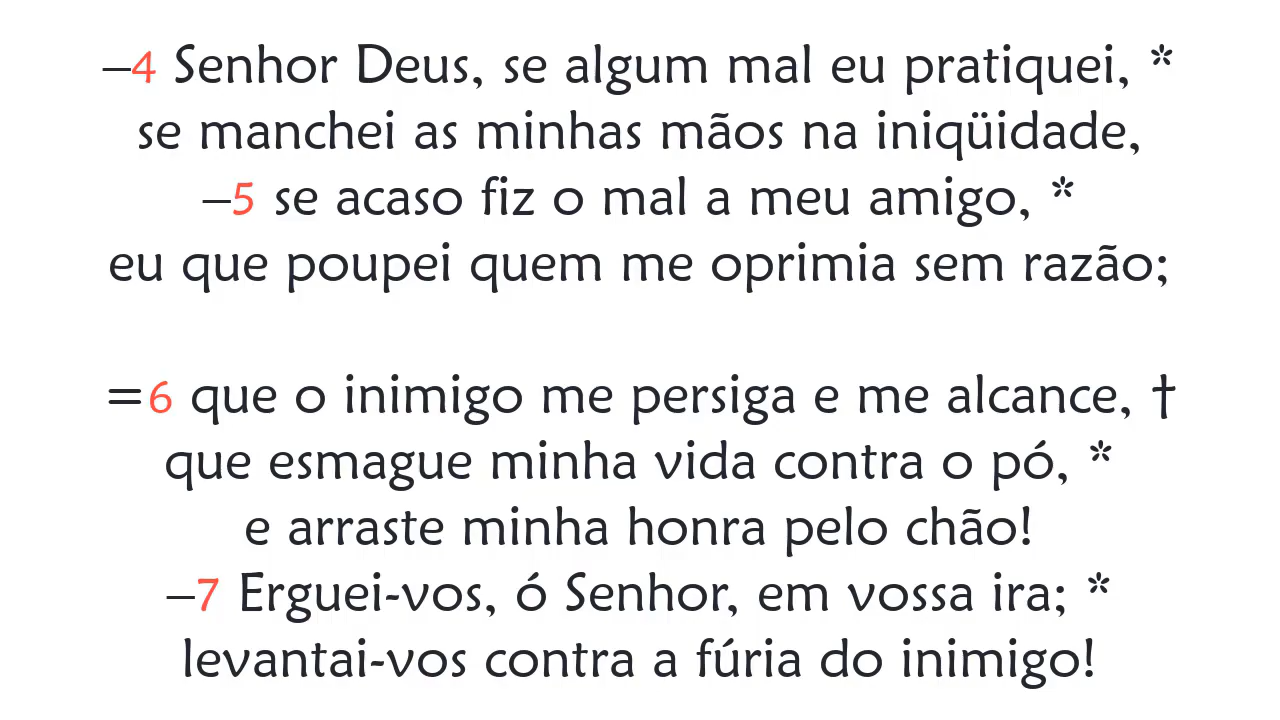 –4 Senhor Deus, se algum mal eu pratiquei, *
se manchei as minhas mãos na iniqüidade,
–5 se acaso fiz o mal a meu amigo, *
eu que poupei quem me oprimia sem razão;
=6 que o inimigo me persiga e me alcance, †
que esmague minha vida contra o pó, *
e arraste minha honra pelo chão!
–7 Erguei-vos, ó Senhor, em vossa ira; *
levantai-vos contra a fúria do inimigo!